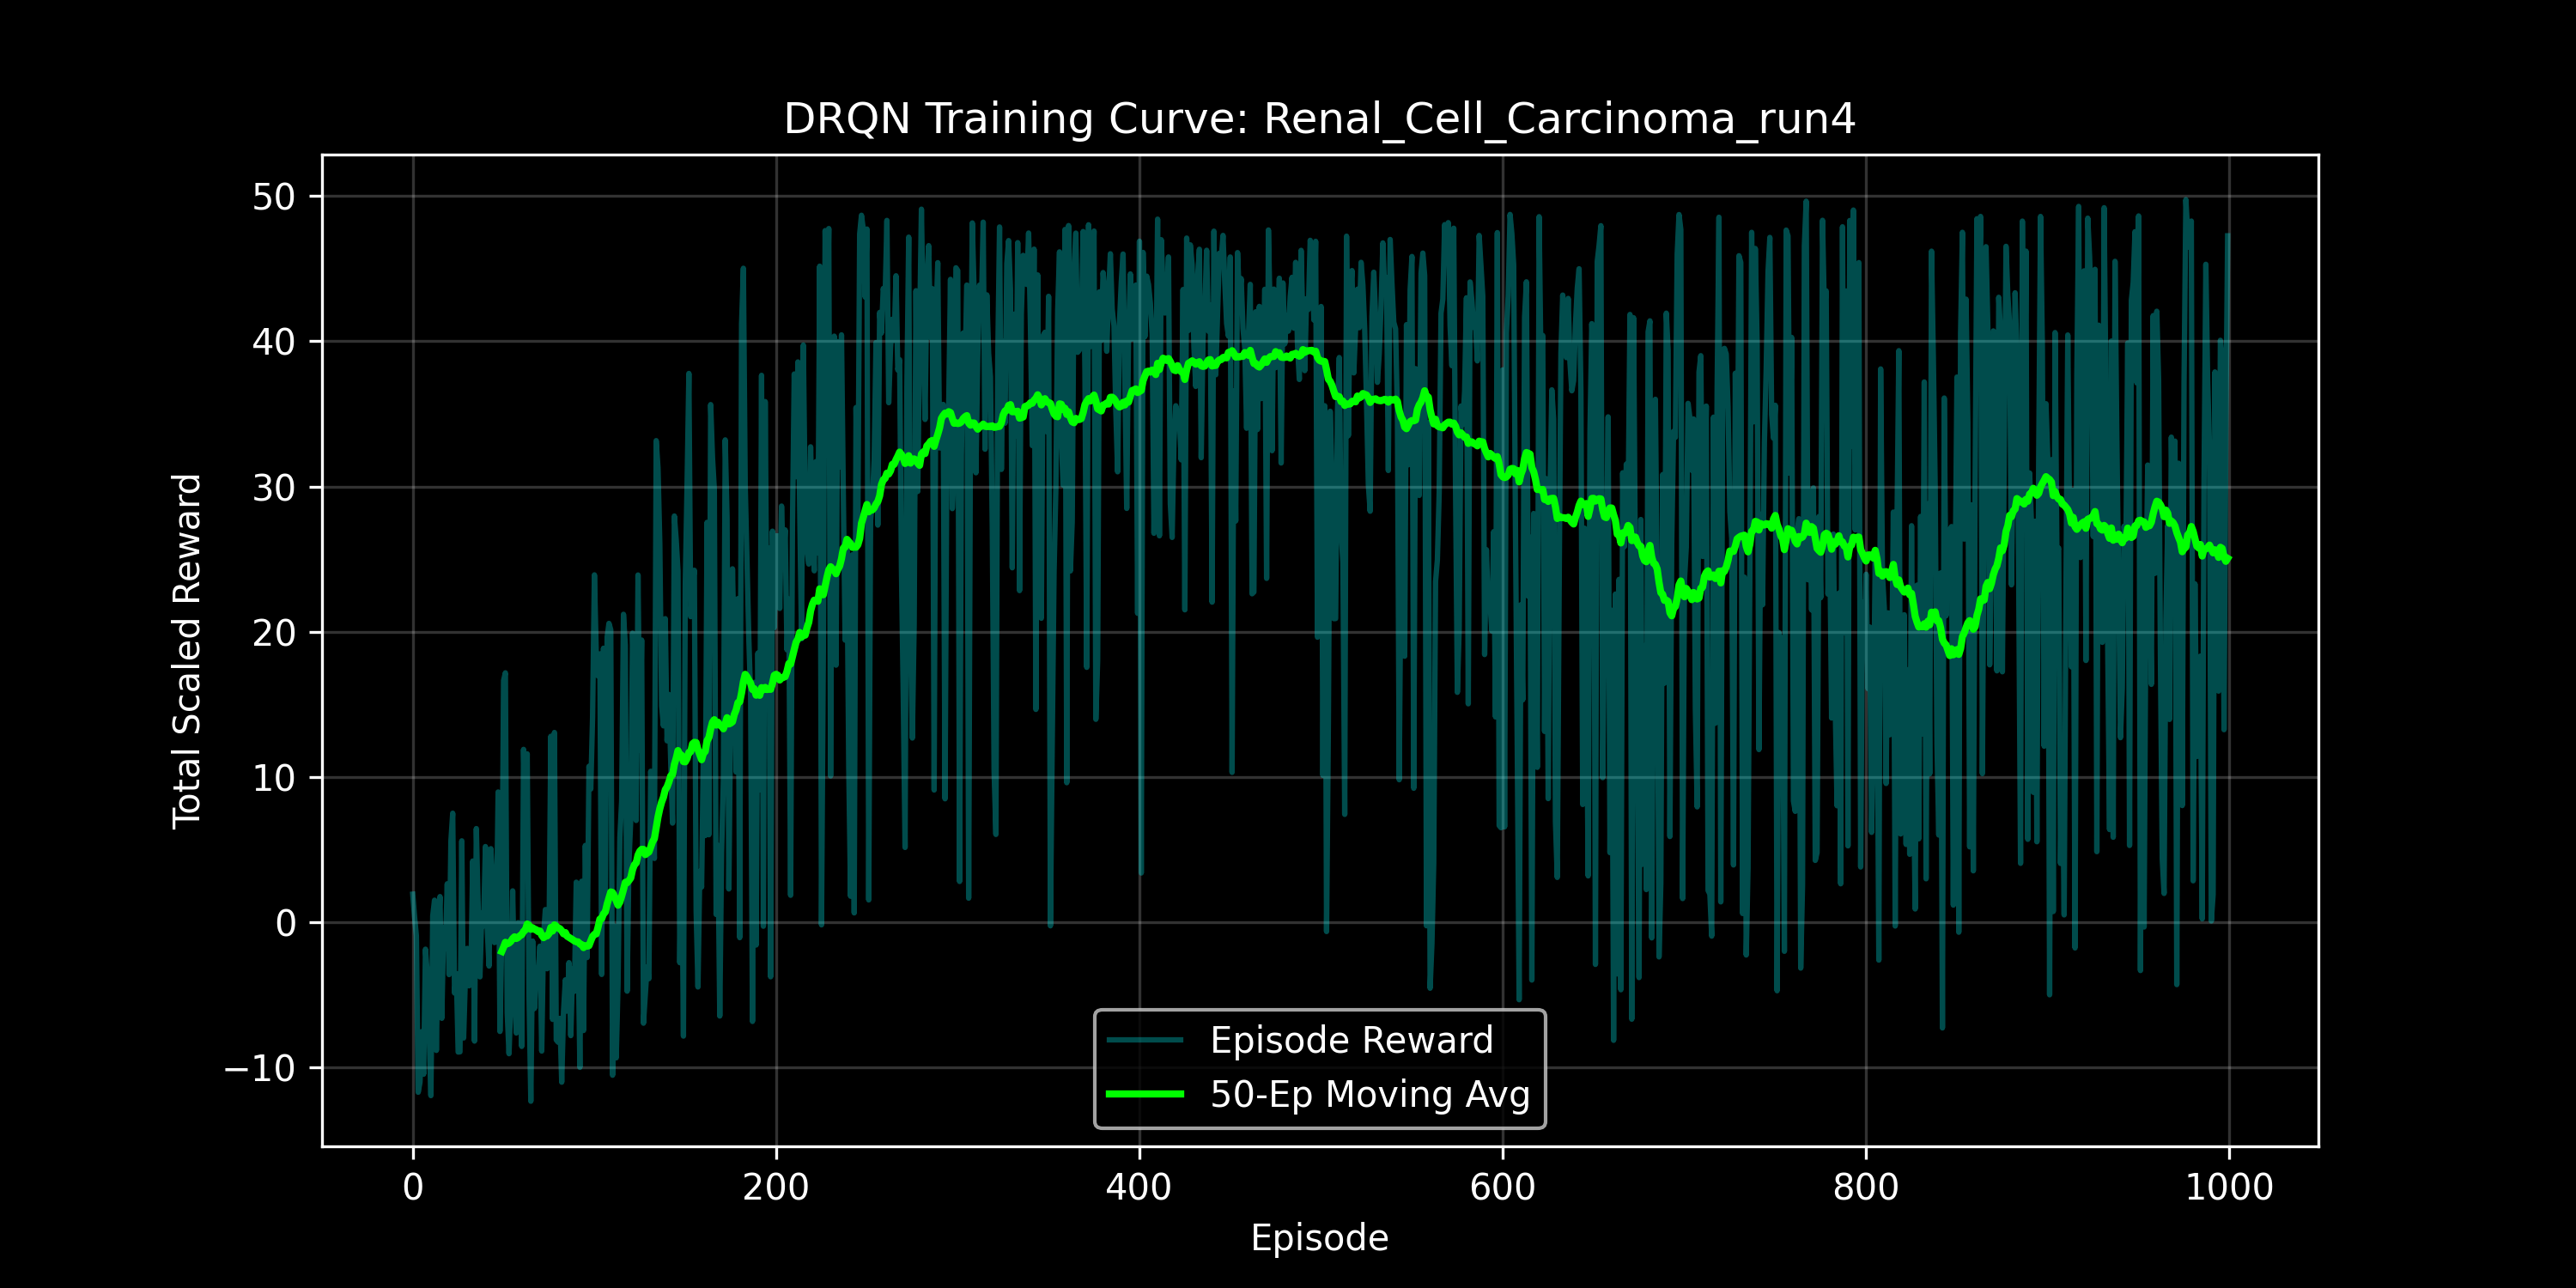 DRQN Training Curve: Renal_Cell_Carcinoma_run4
Total Scaled Reward
50
40
30
20
10
0
−10
0
200
400
600
800
1000
Episode
Episode Reward
50-Ep Moving Avg